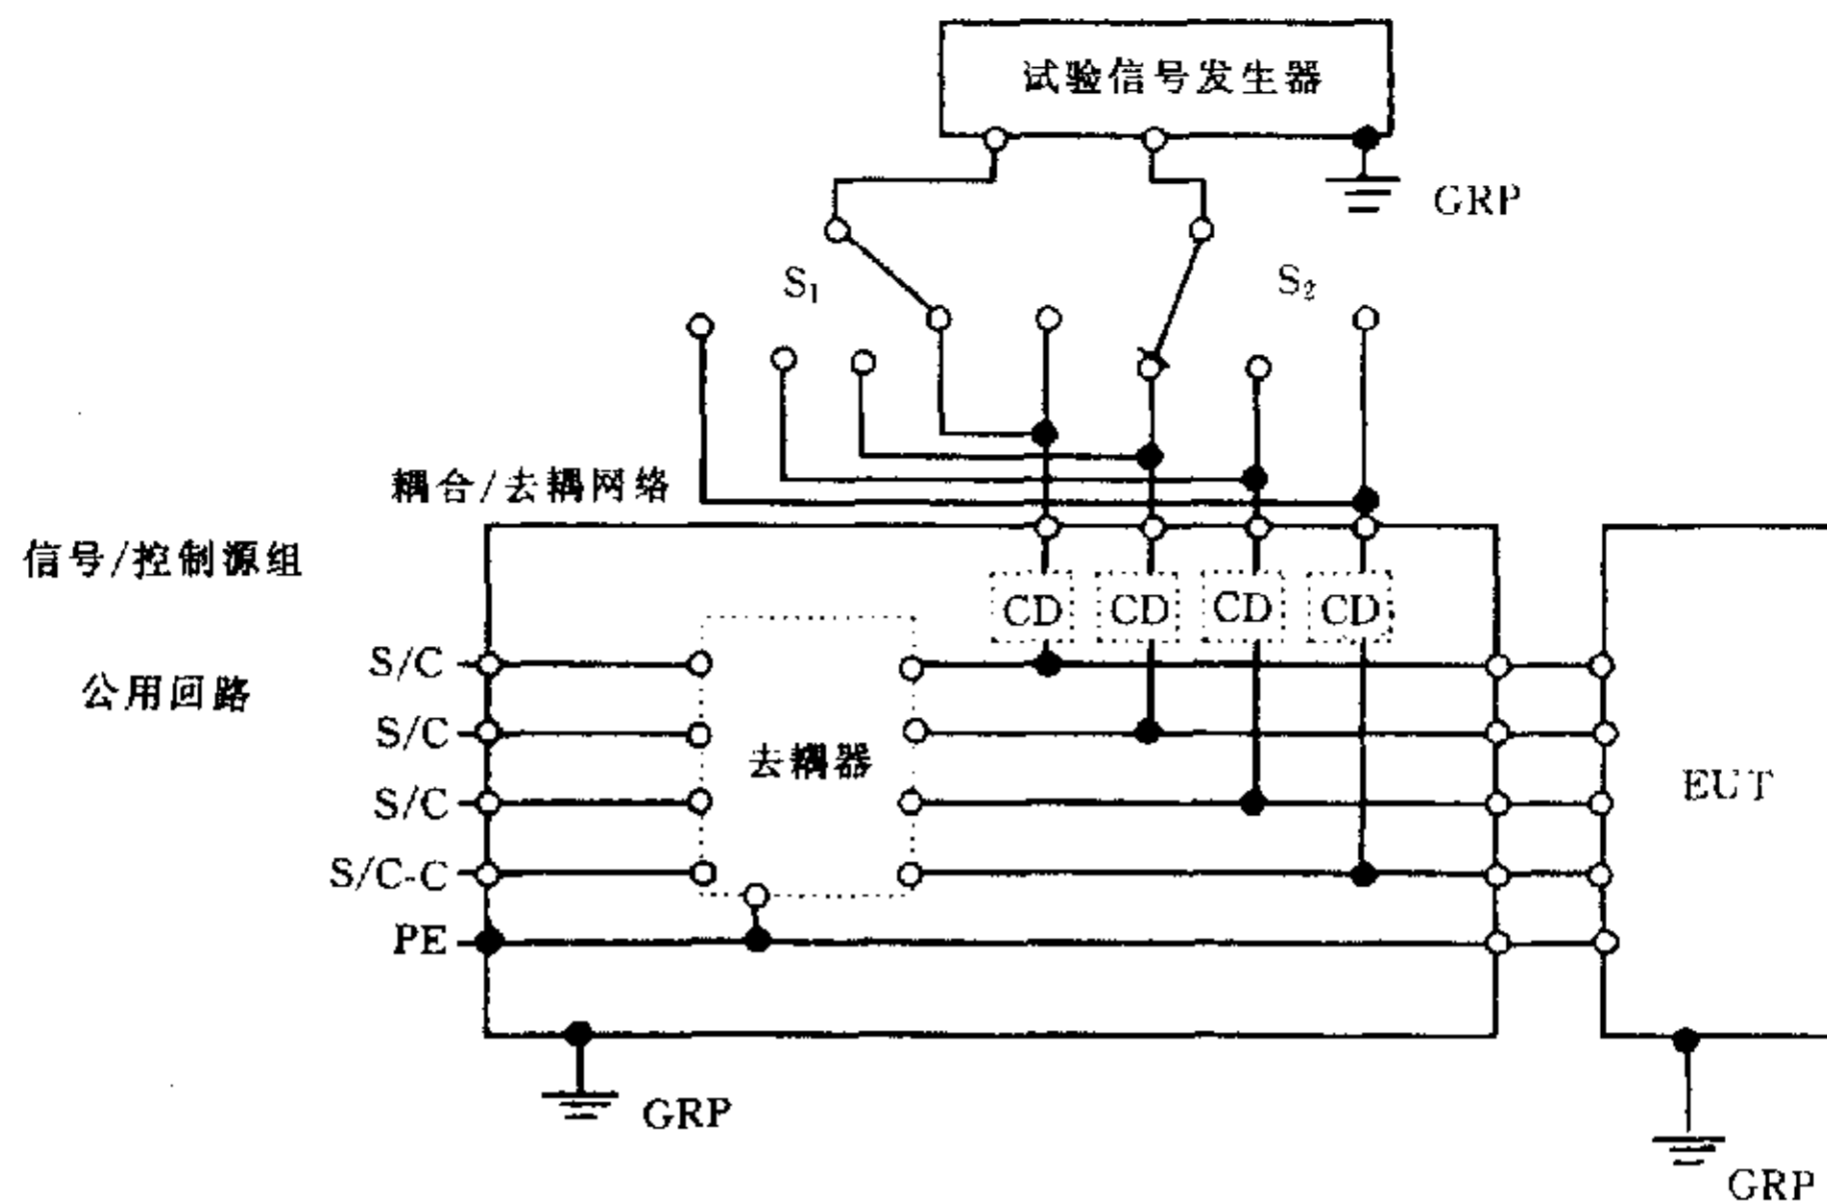 试验信号发生器
GRP
S₁
S₂
耦合/去耦网络
信号/控制源组
CD CD CD CD
S/C
公用回路
S/C
去耦器
S/C
EUT
S/C-C
PE
GRP
GRP